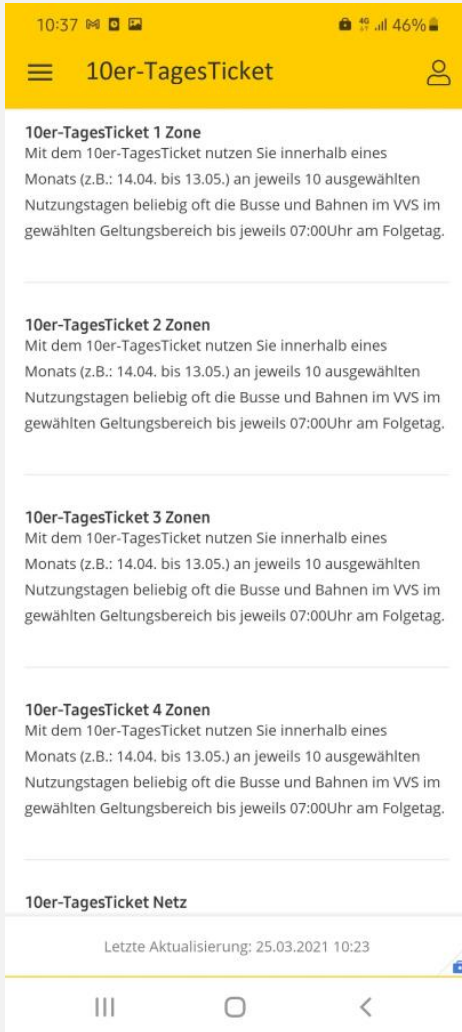 10:37 46%
10er-TagesTicket
10er-TagesTicket 1 Zone
Mit dem 10er-TagesTicket nutzen Sie innerhalb eines
Monats (z.B.: 14.04. bis 13.05.) an jeweils 10 ausgewählten
Nutzungstagen beliebig oft die Busse und Bahnen im VVS im
gewählten Geltungsbereich bis jeweils 07:00Uhr am Folgetag.
10er-TagesTicket 2 Zonen
Mit dem 10er-TagesTicket nutzen Sie innerhalb eines
Monats (z.B.: 14.04. bis 13.05.) an jeweils 10 ausgewählten
Nutzungstagen beliebig oft die Busse und Bahnen im VVS im
gewählten Geltungsbereich bis jeweils 07:00Uhr am Folgetag.
10er-TagesTicket 3 Zonen
Mit dem 10er-TagesTicket nutzen Sie innerhalb eines
Monats (z.B.: 14.04. bis 13.05.) an jeweils 10 ausgewählten
Nutzungstagen beliebig oft die Busse und Bahnen im VVS im
gewählten Geltungsbereich bis jeweils 07:00Uhr am Folgetag.
10er-TagesTicket 4 Zonen
Mit dem 10er-TagesTicket nutzen Sie innerhalb eines
Monats (z.B.: 14.04. bis 13.05.) an jeweils 10 ausgewählten
Nutzungstagen beliebig oft die Busse und Bahnen im VVS im
gewählten Geltungsbereich bis jeweils 07:00Uhr am Folgetag.
10er-TagesTicket Netz
Letzte Aktualisierung: 25.03.2021 10:23